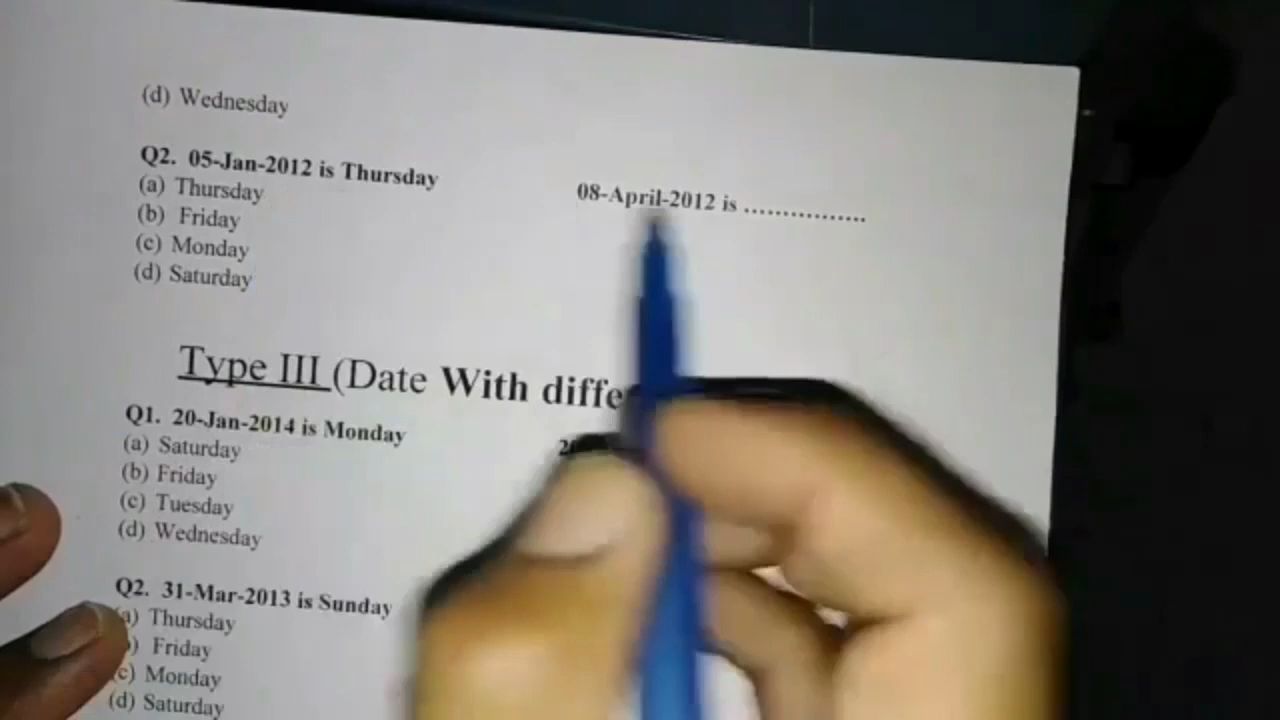 (d) Wednesday
Q2. 05-Jan-2012 is Thursday 08-April-2012 is ................
(a) Thursday
(b) Friday
(c) Monday
(d) Saturday
Type III (Date With diffe
Q1. 20-Jan-2014 is Monday
(a) Saturday
(b) Friday
(c) Tuesday
(d) Wednesday
Q2. 31-Mar-2013 is Sunday
a) Thursday
) Friday
c) Monday
(d) Saturday